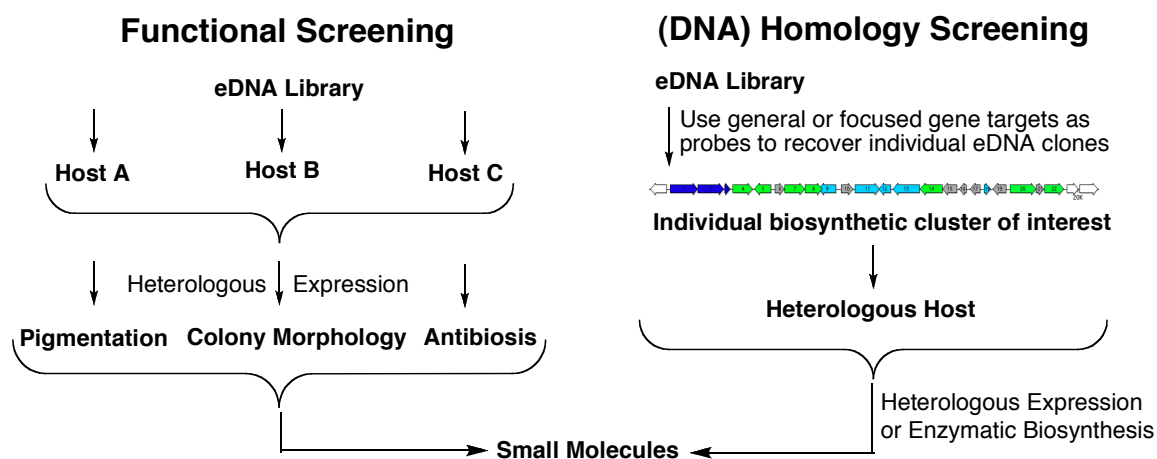 Functional Screening
eDNA Library
Host A
Host B
Host C
Heterologous Expression
Pigmentation Colony Morphology Antibiosis
(DNA) Homology Screening
eDNA Library
Use general or focused gene targets as
probes to recover individual eDNA clones
20K
Individual biosynthetic cluster of interest
Heterologous Host
Heterologous Expression
or Enzymatic Biosynthesis
Small Molecules